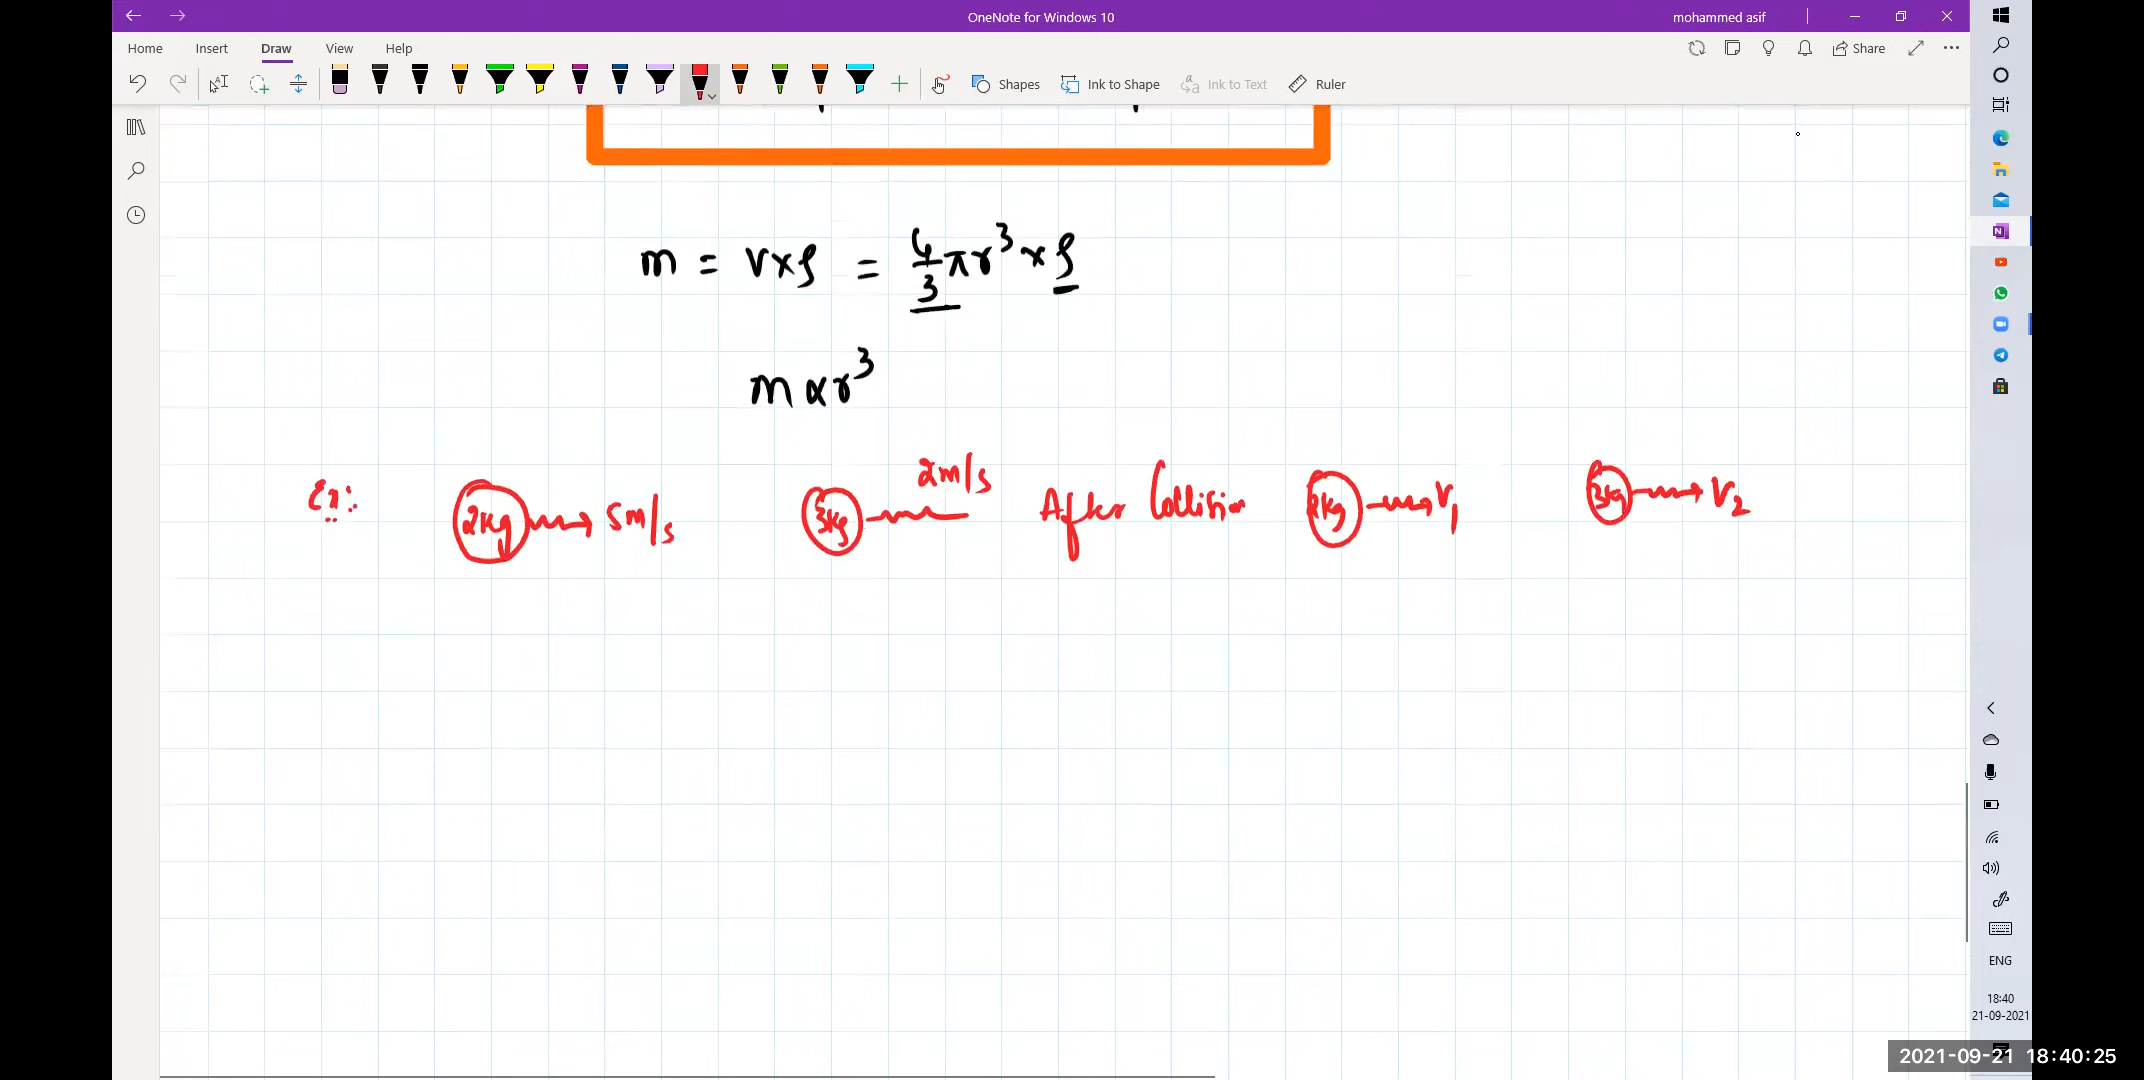 OneNote for Windows 10
mohammed asif
Home Insert Draw View Help
Share
Shapes Ink to Shape Ink to Text Ruler
m = V×ρ = 4/3 πr³ × ρ
m ∝ r³
Ex: 2kg → 5m/s 3kg 2m/s After Collision 2kg → V₁ 3kg → V₂
ENG
18:40
21-09-2021
2021-09-21 18:40:25